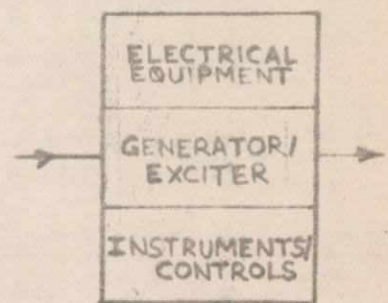 ELECTRICAL
EQUIPMENT
GENERATOR/
EXCITER
INSTRUMENTS/
CONTROLS